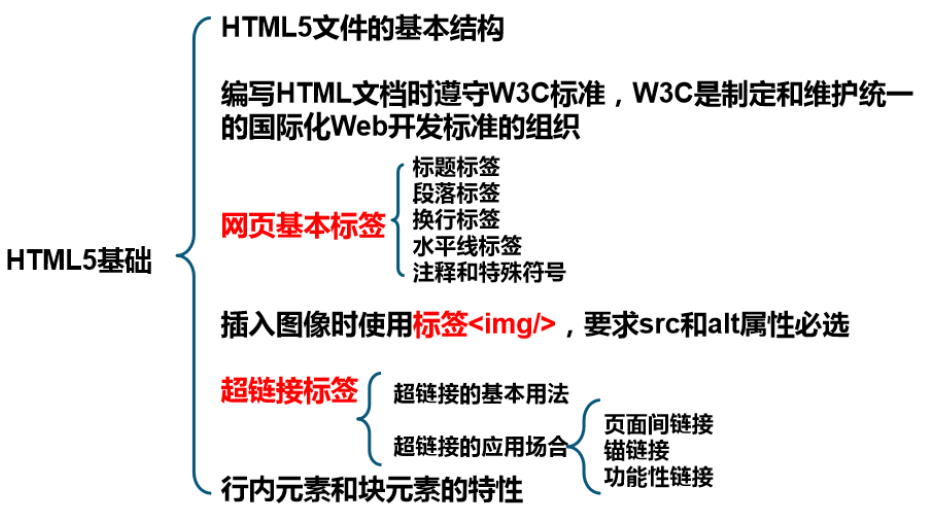 HTML5文件的基本结构
编写HTML文档时遵守W3C标准，W3C是制定和维护统一
的国际化Web开发标准的组织
标题标签
段落标签
网页基本标签
换行标签
水平线标签
HTML5基础
注释和特殊符号
插入图像时使用标签<img/>，要求src和alt属性必选
超链接标签
超链接的基本用法
页面间链接
超链接的应用场合
锚链接
功能性链接
行内元素和块元素的特性